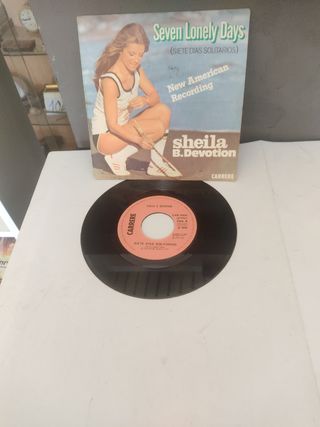 Seven Lonely Days
(SIETE DIAS SOLITARIOS)
New American
Recording
sheila
B.Devotion
CARRERE
CARRERE